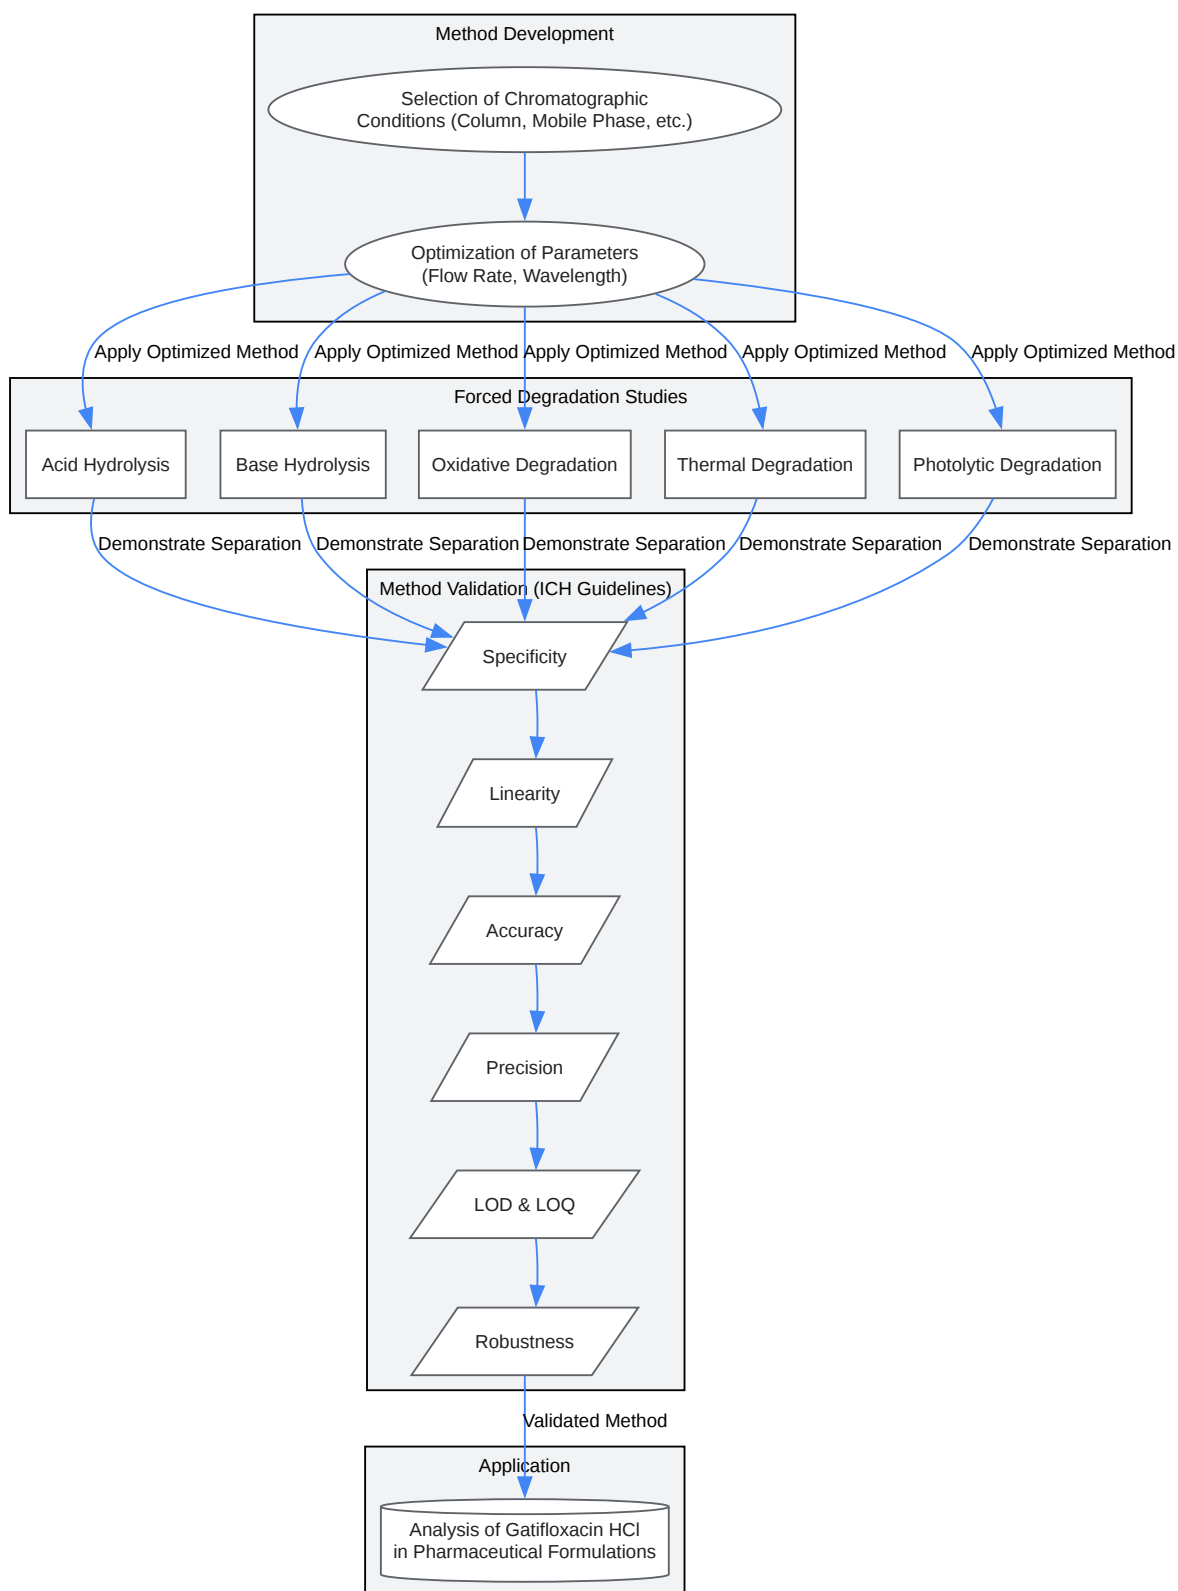 Method Development
Selection of Chromatographic
Conditions (Column, Mobile Phase, etc.)
Optimization of Parameters
(Flow Rate, Wavelength)
Apply Optimized Method
Apply Optimized Method
Apply Optimized Method
Apply Optimized Method
Apply Optimized Method
Forced Degradation Studies
Acid Hydrolysis
Base Hydrolysis
Oxidative Degradation
Thermal Degradation
Photolytic Degradation
Demonstrate Separation
Demonstrate Separation
Demonstrate Separation
Demonstrate Separation
Demonstrate Separation
Method Validation (ICH Guidelines)
Specificity
Linearity
Accuracy
Precision
LOD & LOQ
Robustness
Validated Method
Application
Analysis of Gatifloxacin HCl
in Pharmaceutical Formulations